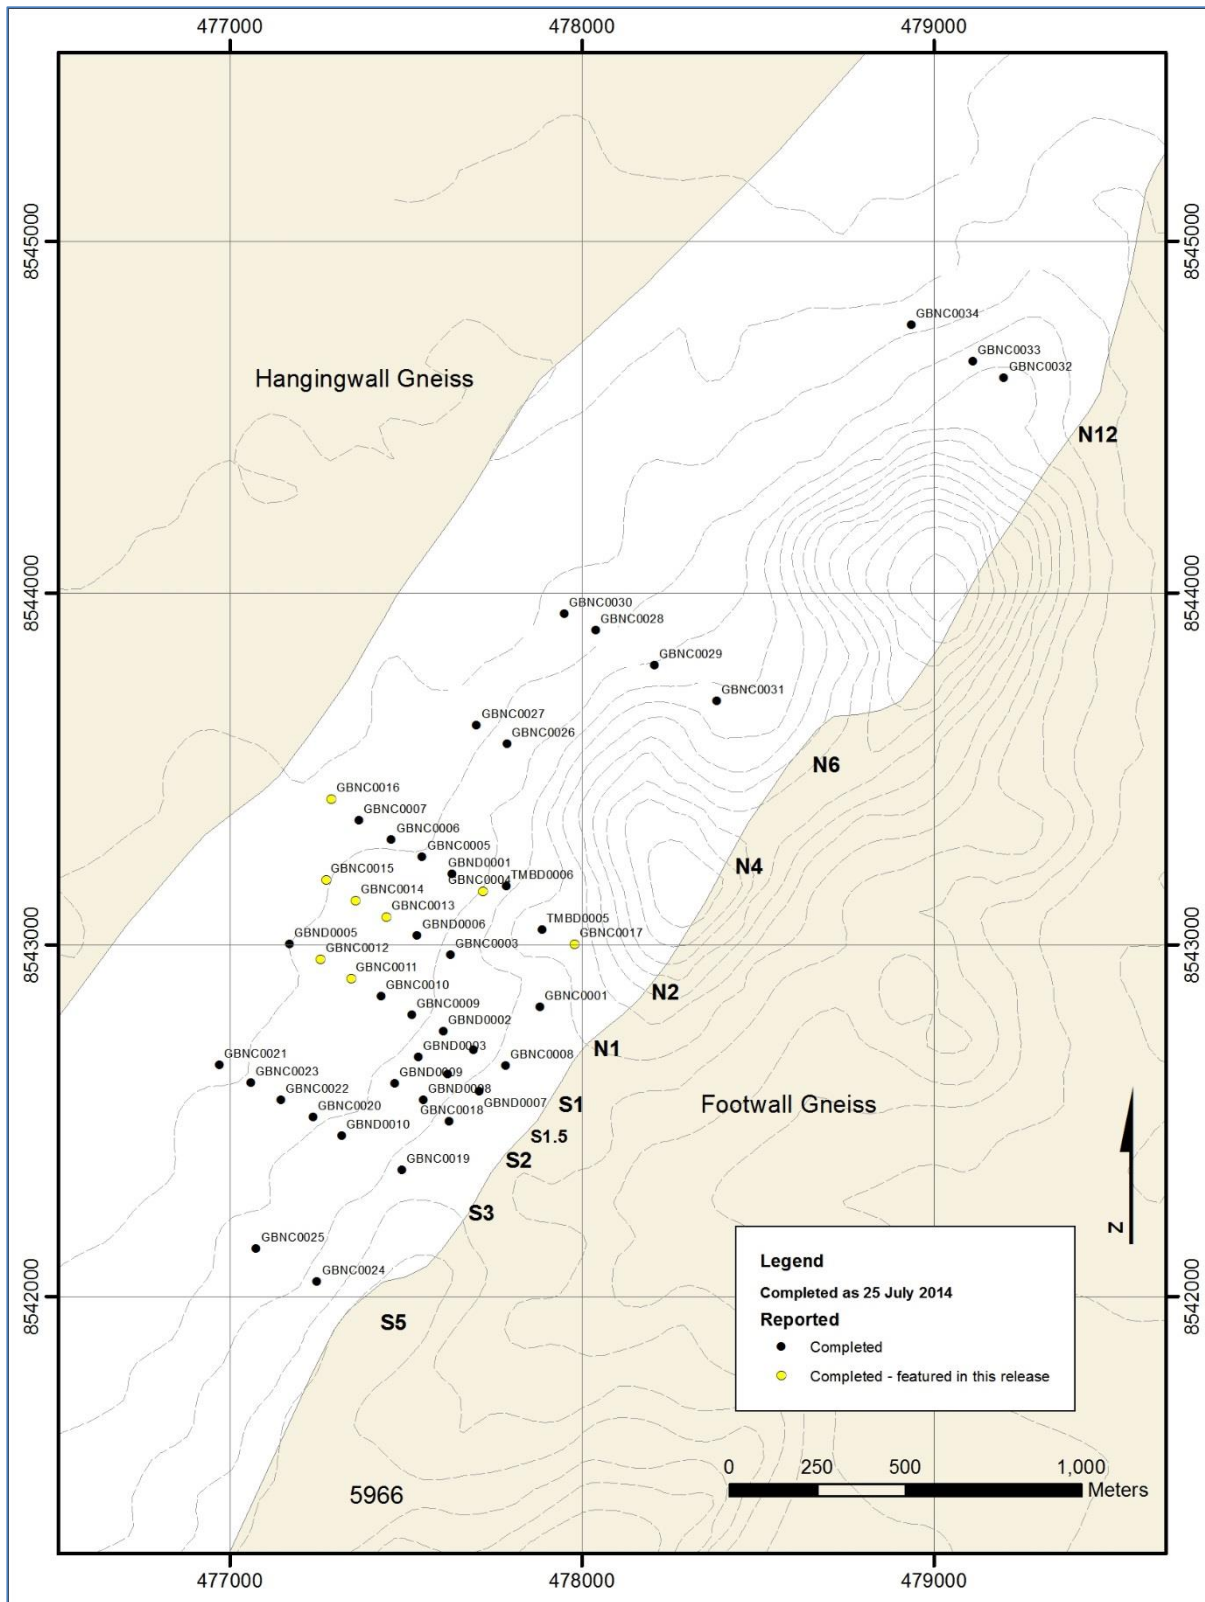 477000
478000
479000
8545000
8545000
GBNC0034
GBNC0033
GBNC0032
Hangingwall Gneiss
N12
8544000
8544000
GBNC0030
GBNC0028
GBNC0029
GBNC0031
GBNC0027
GBNC0026
N6
GBNC0016
GBNC0007
GBNC0006
GBNC0005
GBND0001
GBNC0015
GBNC0004
TMBD0006
N4
GBNC0014
GBNC0013
GBND0006
TMBD0005
GBND0005
GBNC0017
8543000
8543000
GBNC0012
GBNC0003
GBNC0011
GBNC0010
GBNC0009
GBNC0001
N2
GBND0002
GBND0003
N1
GBNC0021
GBNC0008
GBNC0023
GBND0009
GBNC0022
GBND0008
GBND0007
S1
Footwall Gneiss
GBNC0020
GBNC0018
GBND0010
S1.5
S2
GBNC0019
S3
N
GBNC0025
GBNC0024
8542000
8542000
S5
Legend
Completed as 25 July 2014
Reported
Completed
Completed - featured in this release
0 250 500 1,000
Meters
5966
477000
478000
479000